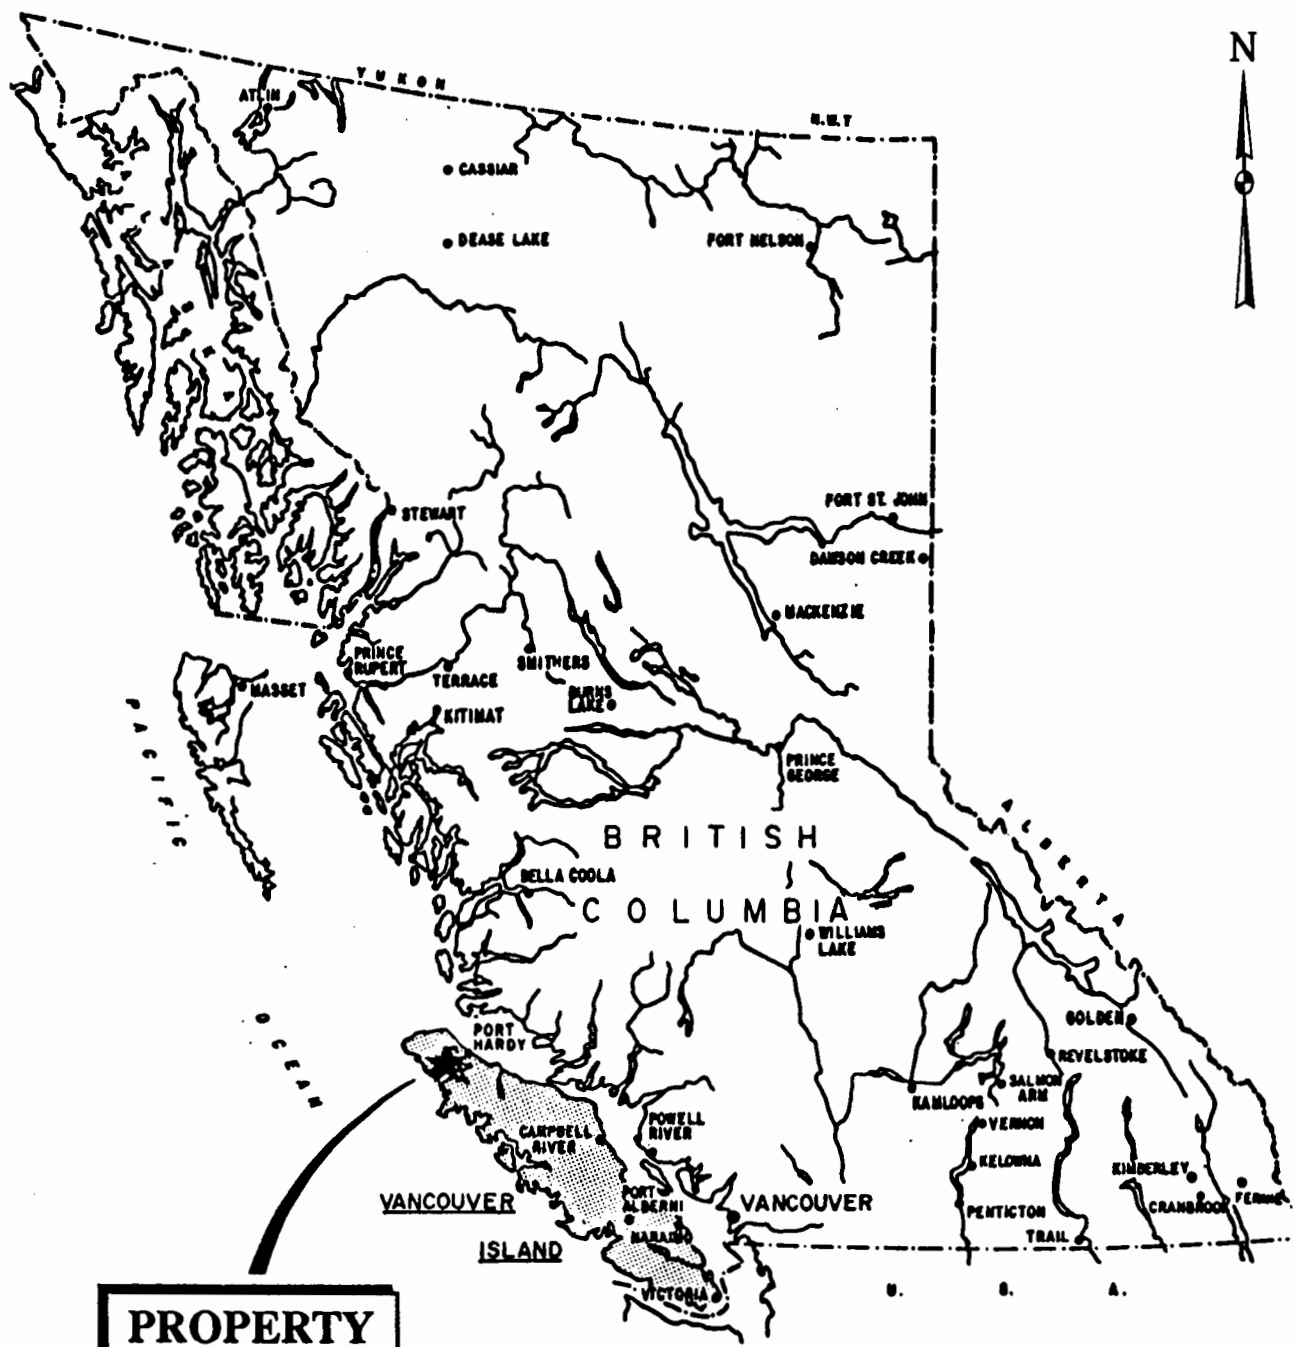 N
YUKON
N.W.T
ATLIN
CASSIAR
DEASE LAKE
FORT NELSON
STEWART
FORT ST. JOHN
DAWSON CREEK
MACKENZIE
PRINCE
RUPERT
TERRACE
SMITHERS
BURNS
LAKE
MASSET
KITIMAT
PRINCE
GEORGE
PACIFIC
OCEAN
BRITISH
COLUMBIA
ALBERTA
BELLA COOLA
WILLIAMS
LAKE
PORT
HARDY
GOLDEN
REVELSTOKE
SALMON
ARM
KAMLOOPS
VERNON
CAMPBELL
RIVER
POWELL
RIVER
KELOWNA
KIMBERLEY
FERNIE
CRANBROOK
PENTICTON
TRAIL
PORT
ALBERNI
VANCOUVER
VANCOUVER
ISLAND
VICTORIA
U. S. A.
PROPERTY